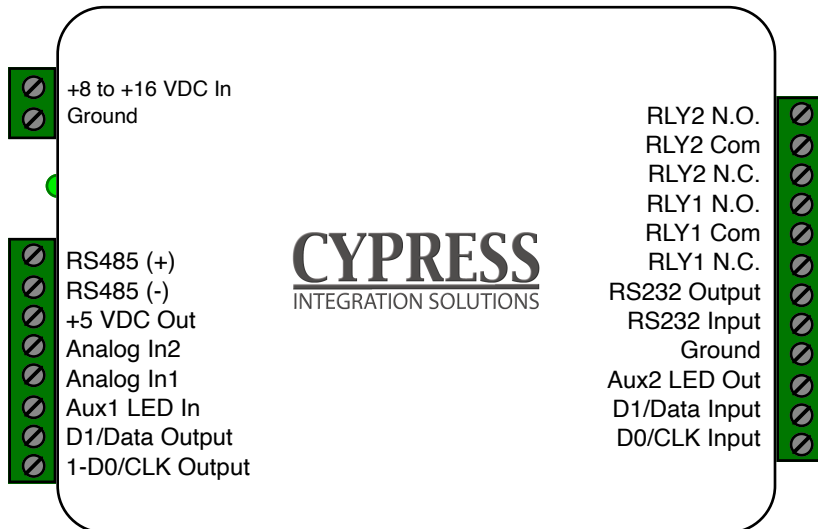 +8 to +16 VDC In
Ground
RS485 (+)
RS485 (-)
+5 VDC Out
Analog In2
Analog In1
Aux1 LED In
D1/Data Output
1-D0/CLK Output
CYPRESS
INTEGRATION SOLUTIONS
RLY2 N.O.
RLY2 Com
RLY2 N.C.
RLY1 N.O.
RLY1 Com
RLY1 N.C.
RS232 Output
RS232 Input
Ground
Aux2 LED Out
D1/Data Input
D0/CLK Input